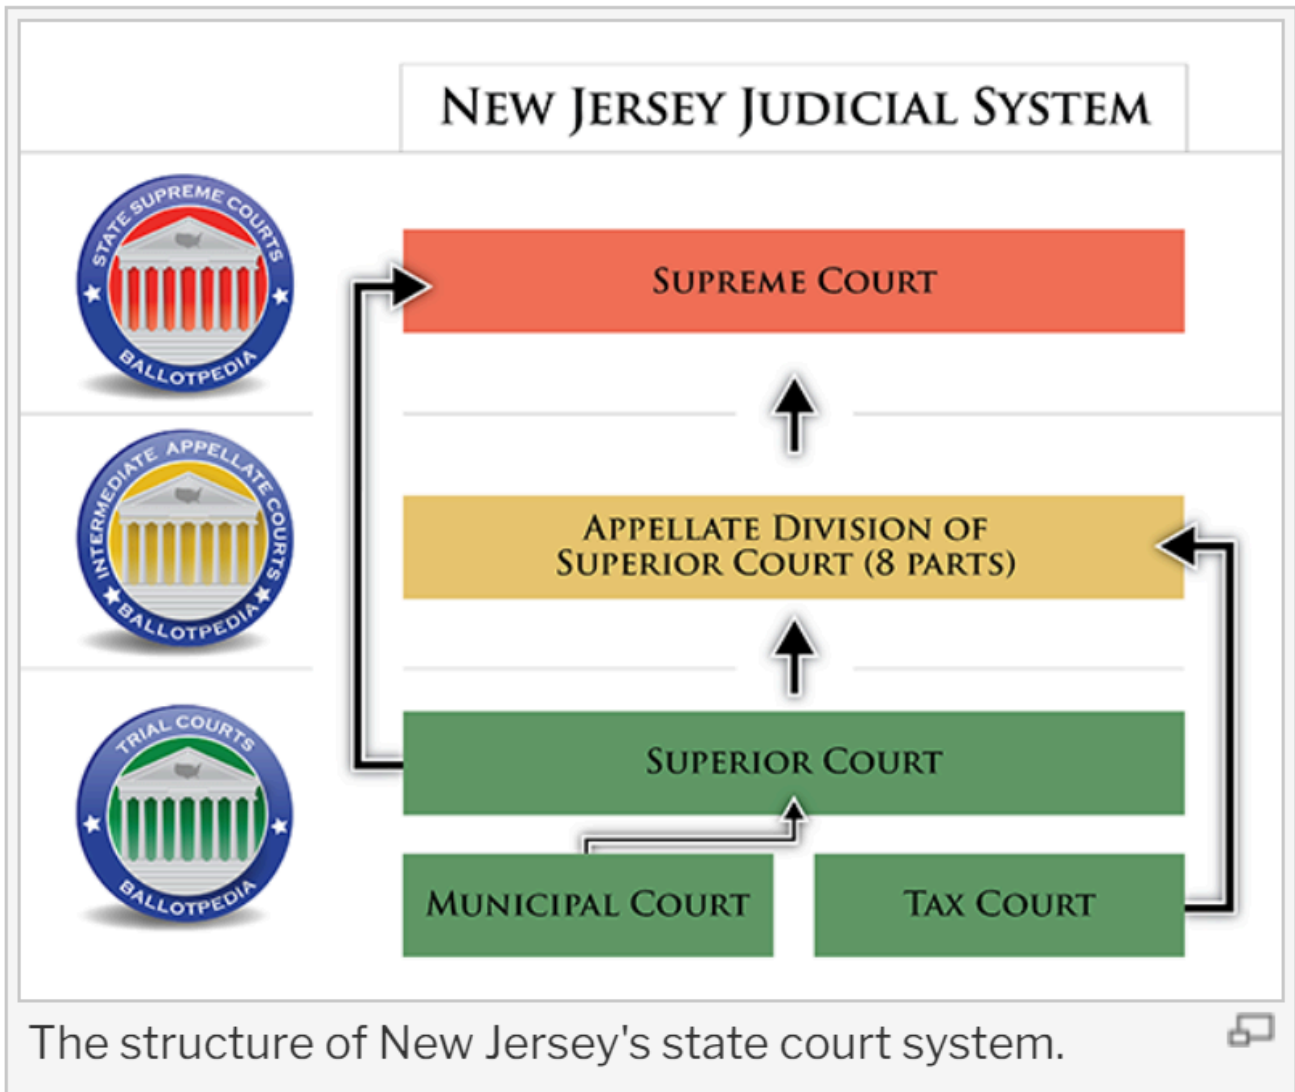 NEW JERSEY JUDICIAL SYSTEM
STATE SUPREME COURTS
BALLOTPEDIA
SUPREME COURT
INTERMEDIATE APPELLATE COURTS
BALLOTPEDIA
APPELLATE DIVISION OF
SUPERIOR COURT (8 PARTS)
TRIAL COURTS
BALLOTPEDIA
SUPERIOR COURT
MUNICIPAL COURT
TAX COURT
The structure of New Jersey's state court system.